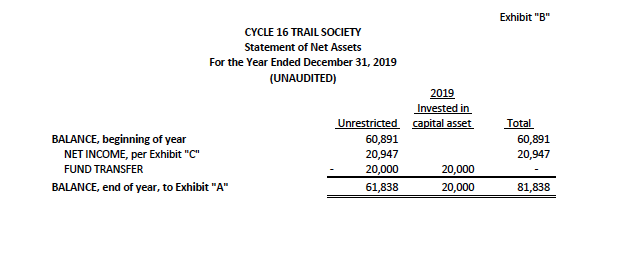 Exhibit "B"
CYCLE 16 TRAIL SOCIETY
Statement of Net Assets
For the Year Ended December 31, 2019
(UNAUDITED)
2019
Invested in
Unrestricted capital asset Total
BALANCE, beginning of year 60,891 60,891
NET INCOME, per Exhibit "C" 20,947 20,947
FUND TRANSFER - 20,000 20,000 -
BALANCE, end of year, to Exhibit "A" 61,838 20,000 81,838